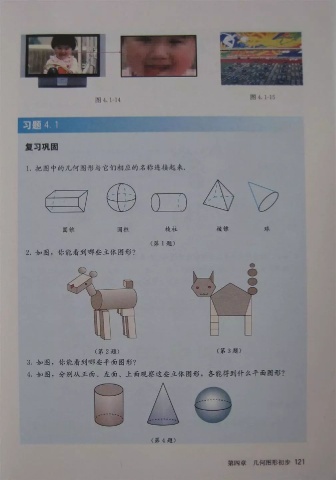 图4.1-14
图4.1-15
习题 4.1
复习巩固
1. 把图中的几何图形与它们相应的名称连接起来.
圆锥 圆柱 棱柱 棱锥 球
(第1题)
2. 如图,你能看到哪些立体图形?
(第2题) (第3题)
3. 如图,你能看到哪些平面图形?
4. 如图,分别从正面、左面、上面观察这些立体图形,各能得到什么平面图形?
(第4题)
第四章 几何图形初步 121